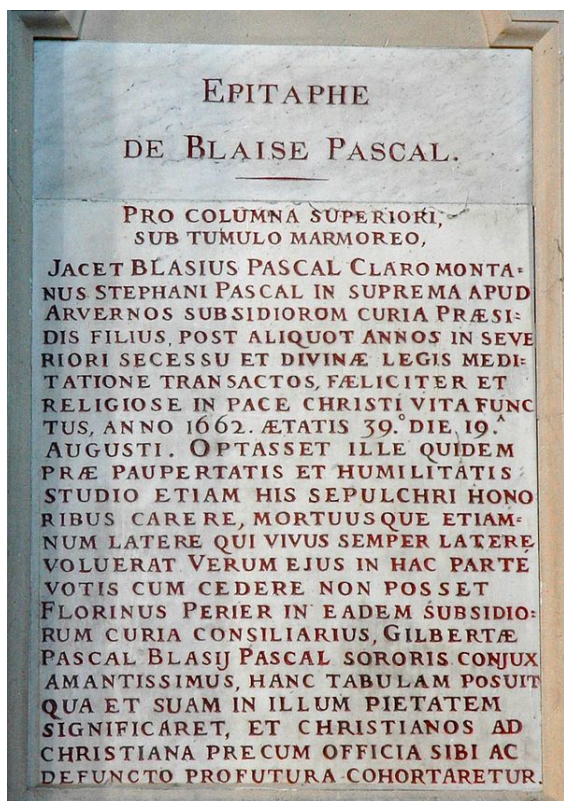 EPITAPHE
DE BLAISE PASCAL.
PRO COLUMNA SUPERIORI,
SUB TUMULO MARMOREO,
JACET BLASIUS PASCAL CLAROMONTA=
NUS STEPHANI PASCAL IN SUPREMA APUD
ARVERNOS SUBSIDIOROM CURIA PRÆSI=
DIS FILIUS, POST ALIQUOT ANNOS IN SEVE
RIORI SECESSU ET DIVINÆ LEGIS MEDI=
TATIONE TRANSACTOS, FÆLICITER ET
RELIGIOSE IN PACE CHRISTI VITA FUNC
TUS, ANNO 1662. ÆTATIS 39.° DIE 19.^
AUGUSTI. OPTASSET ILLE QUIDEM
PRÆ PAUPERTATIS ET HUMILITATIS
STUDIO ETIAM HIS SEPULCHRI HONO
RIBUS CARERE, MORTUUSQUE ETIAM=
NUM LATERE QUI VIVUS SEMPER LATERE
VOLUERAT VERUM EJUS IN HAC PARTE
VOTIS CUM CEDERE NON POSSET
FLORINUS PERIER IN EADEM SUBSIDIO=
RUM CURIA CONSILIARIUS, GILBERTÆ
PASCAL BLASIJ PASCAL SORORIS CONJUX
AMANTISSIMUS, HANC TABULAM POSUIT
QUA ET SUAM IN ILLUM PIETATEM
SIGNIFICARET, ET CHRISTIANOS AD
CHRISTIANA PRECUM OFFICIA SIBI AC
DEFUNCTO PROFUTURA COHORTARETUR.